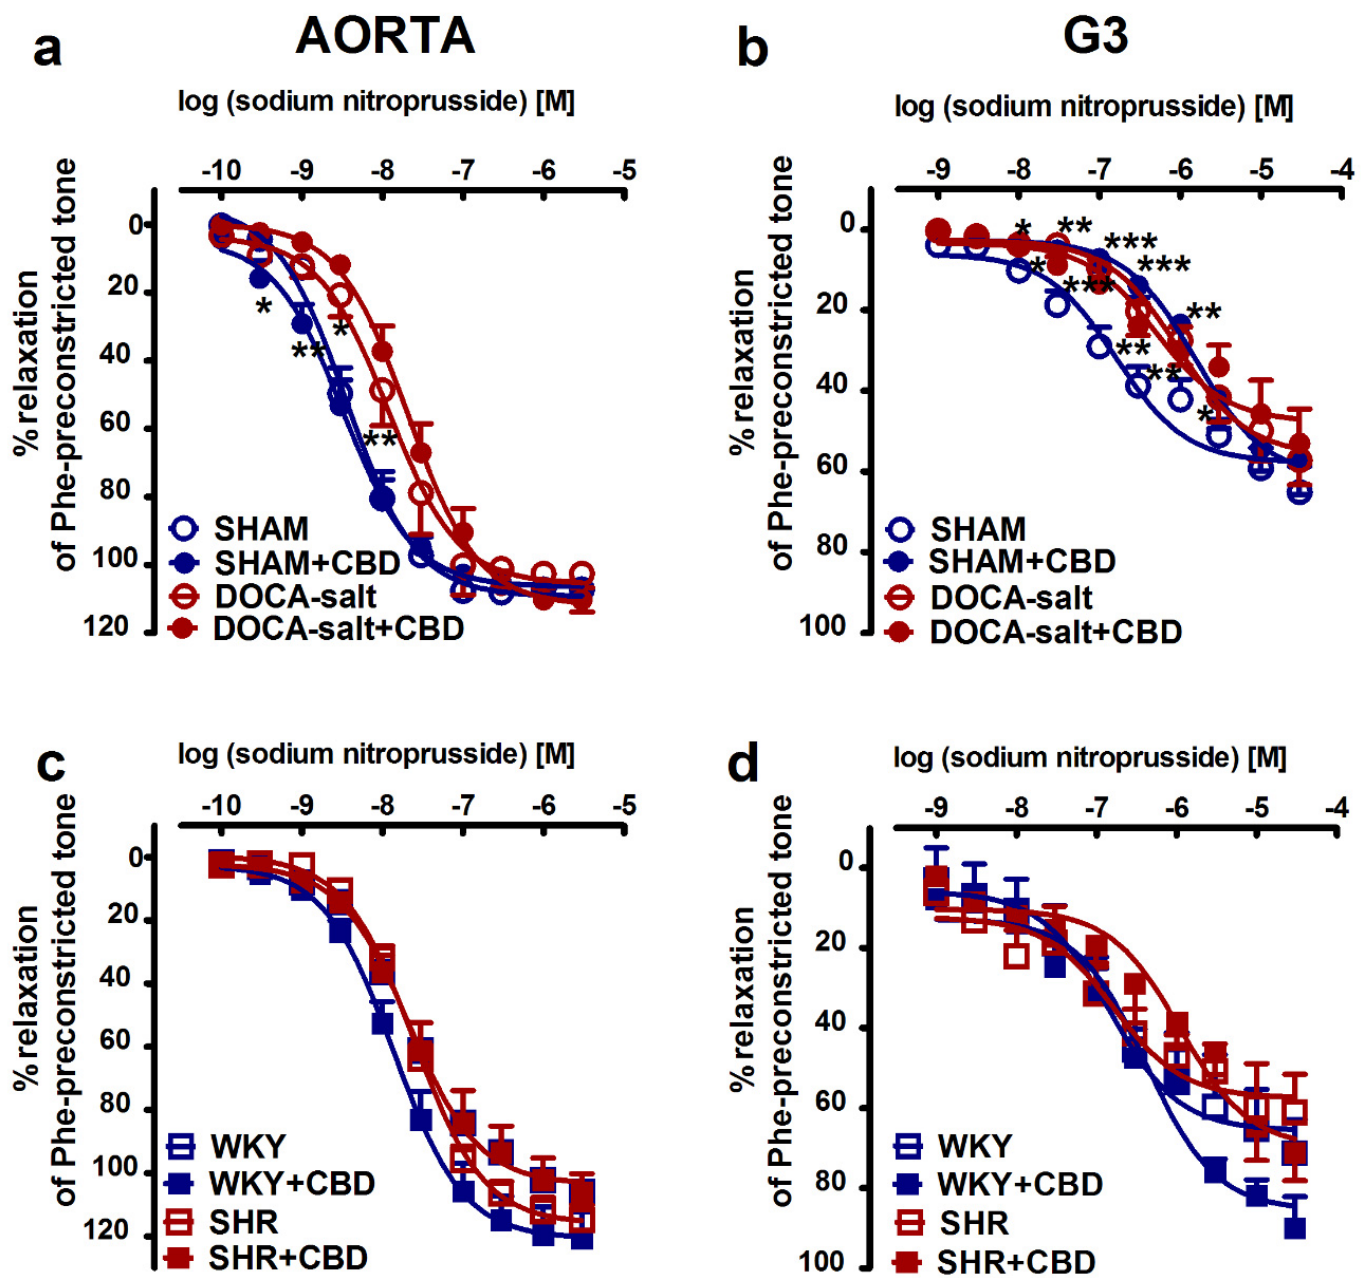 AORTA
G3
a
b
log (sodium nitroprusside) [M]
log (sodium nitroprusside) [M]
-10 -9 -8 -7 -6 -5
-9 -8 -7 -6 -5 -4
% relaxation
of Phe-preconstricted tone
0
20
40
60
80
100
120
*
**
*
**
SHAM
SHAM+CBD
DOCA-salt
DOCA-salt+CBD
% relaxation
of Phe-preconstricted tone
0
20
40
60
80
100
* ** ***
* *** ***
**
**
**
*
SHAM
SHAM+CBD
DOCA-salt
DOCA-salt+CBD
c
d
log (sodium nitroprusside) [M]
log (sodium nitroprusside) [M]
-10 -9 -8 -7 -6 -5
-9 -8 -7 -6 -5 -4
% relaxation
of Phe-preconstricted tone
0
20
40
60
80
100
120
WKY
WKY+CBD
SHR
SHR+CBD
% relaxation
of Phe-preconstricted tone
0
20
40
60
80
100
WKY
WKY+CBD
SHR
SHR+CBD